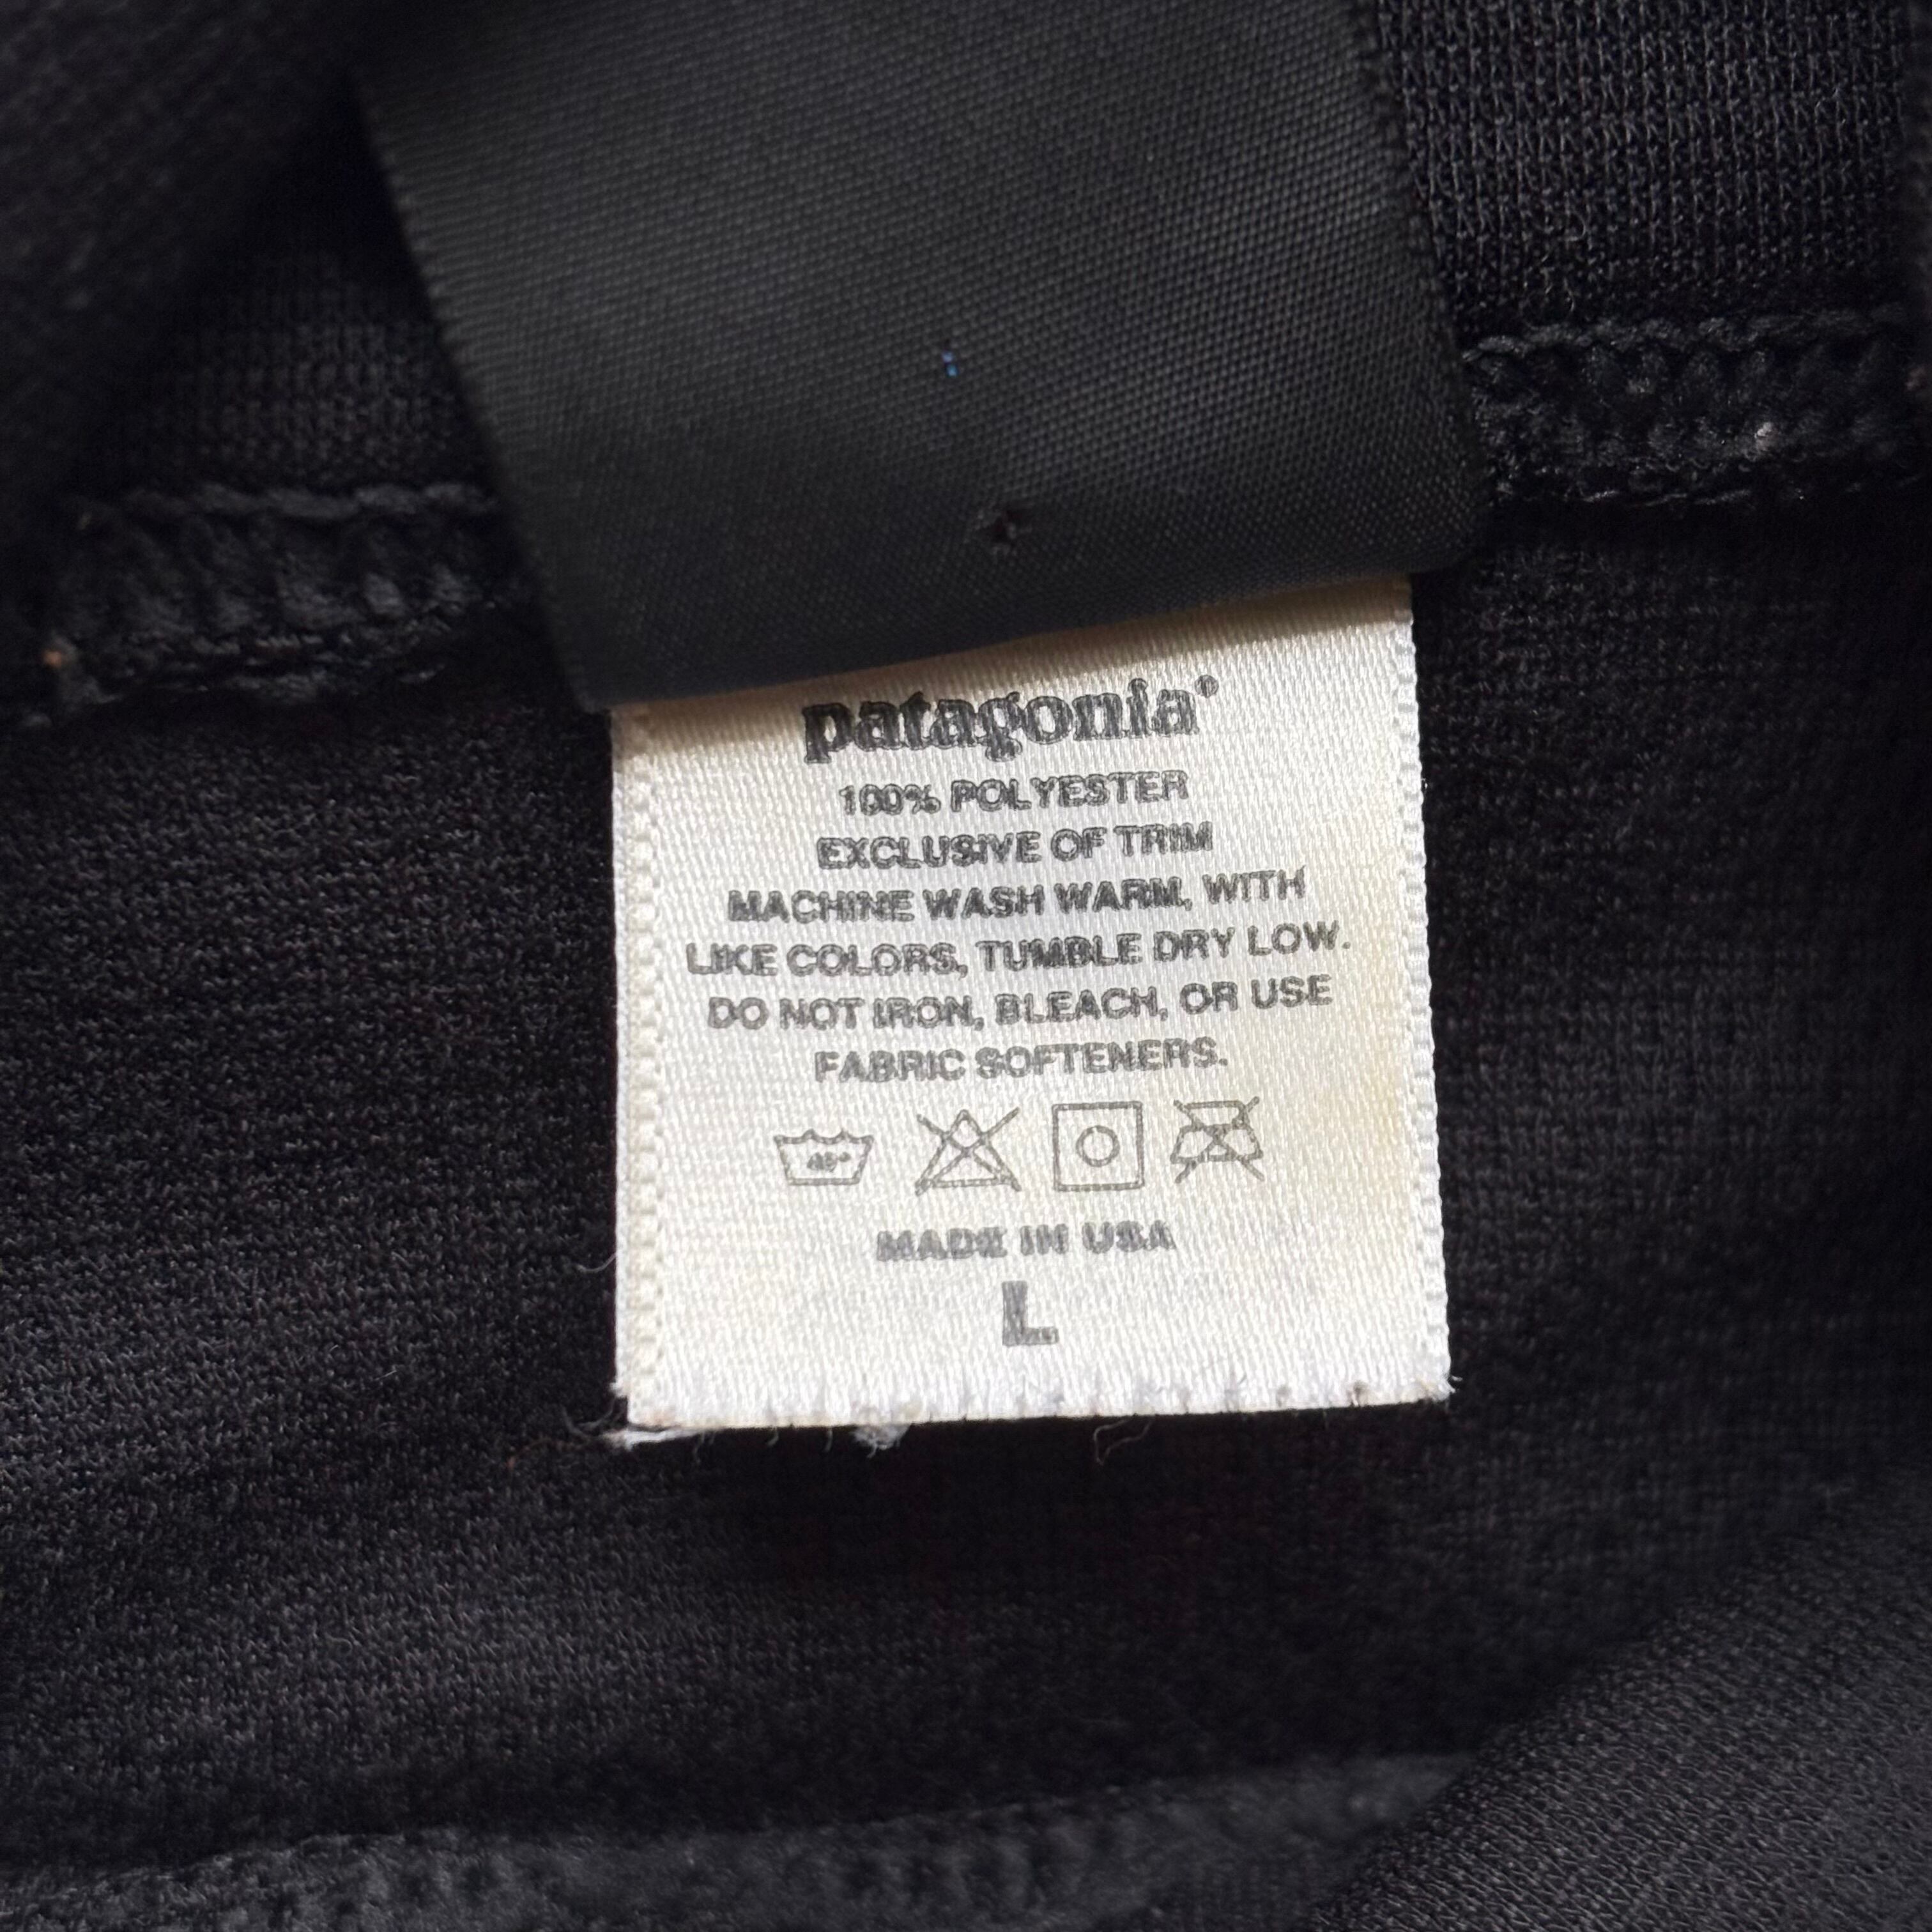 patagonia®
100% POLYESTER
EXCLUSIVE OF TRIM
MACHINE WASH WARM, WITH
LIKE COLORS, TUMBLE DRY LOW.
DO NOT IRON, BLEACH, OR USE
FABRIC SOFTENERS.
40°
MADE IN USA
L